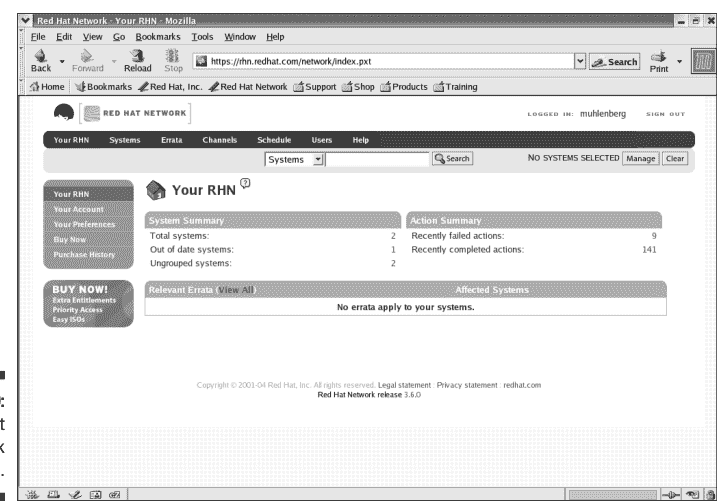 Red Hat Network - Your RHN - Mozilla
File Edit View Go Bookmarks Tools Window Help
Back Forward Reload Stop https://rhn.redhat.com/network/index.pxt Search Print
Home Bookmarks Red Hat, Inc. Red Hat Network Support Shop Products Training
RED HAT NETWORK LOGGED IN: muhlenberg SIGN OUT
Your RHN Systems Errata Channels Schedule Users Help
Systems Search NO SYSTEMS SELECTED Manage Clear
Your RHN
Your Account
Your Preferences
Buy Now
Purchase History
BUY NOW!
Extra Entitlements
Priority Access
Easy ISOs
Your RHN ?
System Summary
Total systems: 2
Out of date systems: 1
Ungrouped systems: 2
Action Summary
Recently failed actions: 9
Recently completed actions: 141
Relevant Errata (View All) Affected Systems
No errata apply to your systems.
Copyright © 2001-04 Red Hat, Inc. All rights reserved. Legal statement : Privacy statement : redhat.com
Red Hat Network release 3.6.0
:
t
k
.